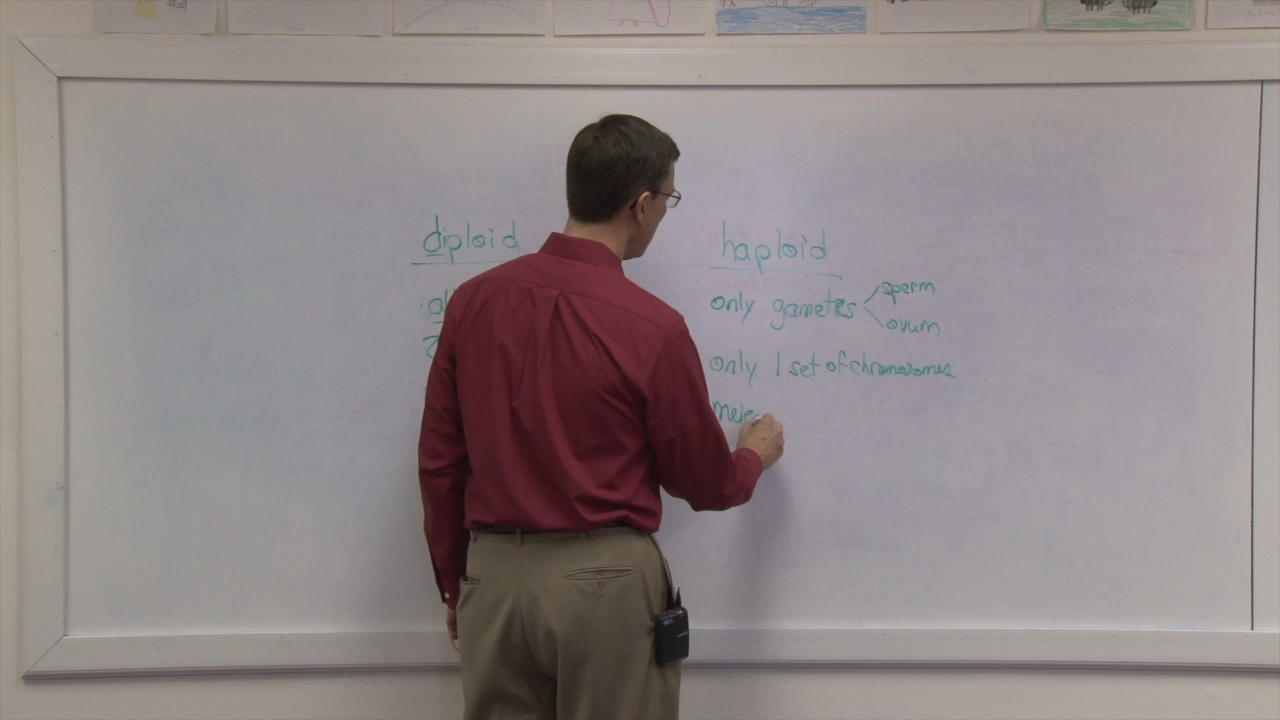 diploid
haploid
only gametes
sperm
ovum
only 1 set of chromosomes